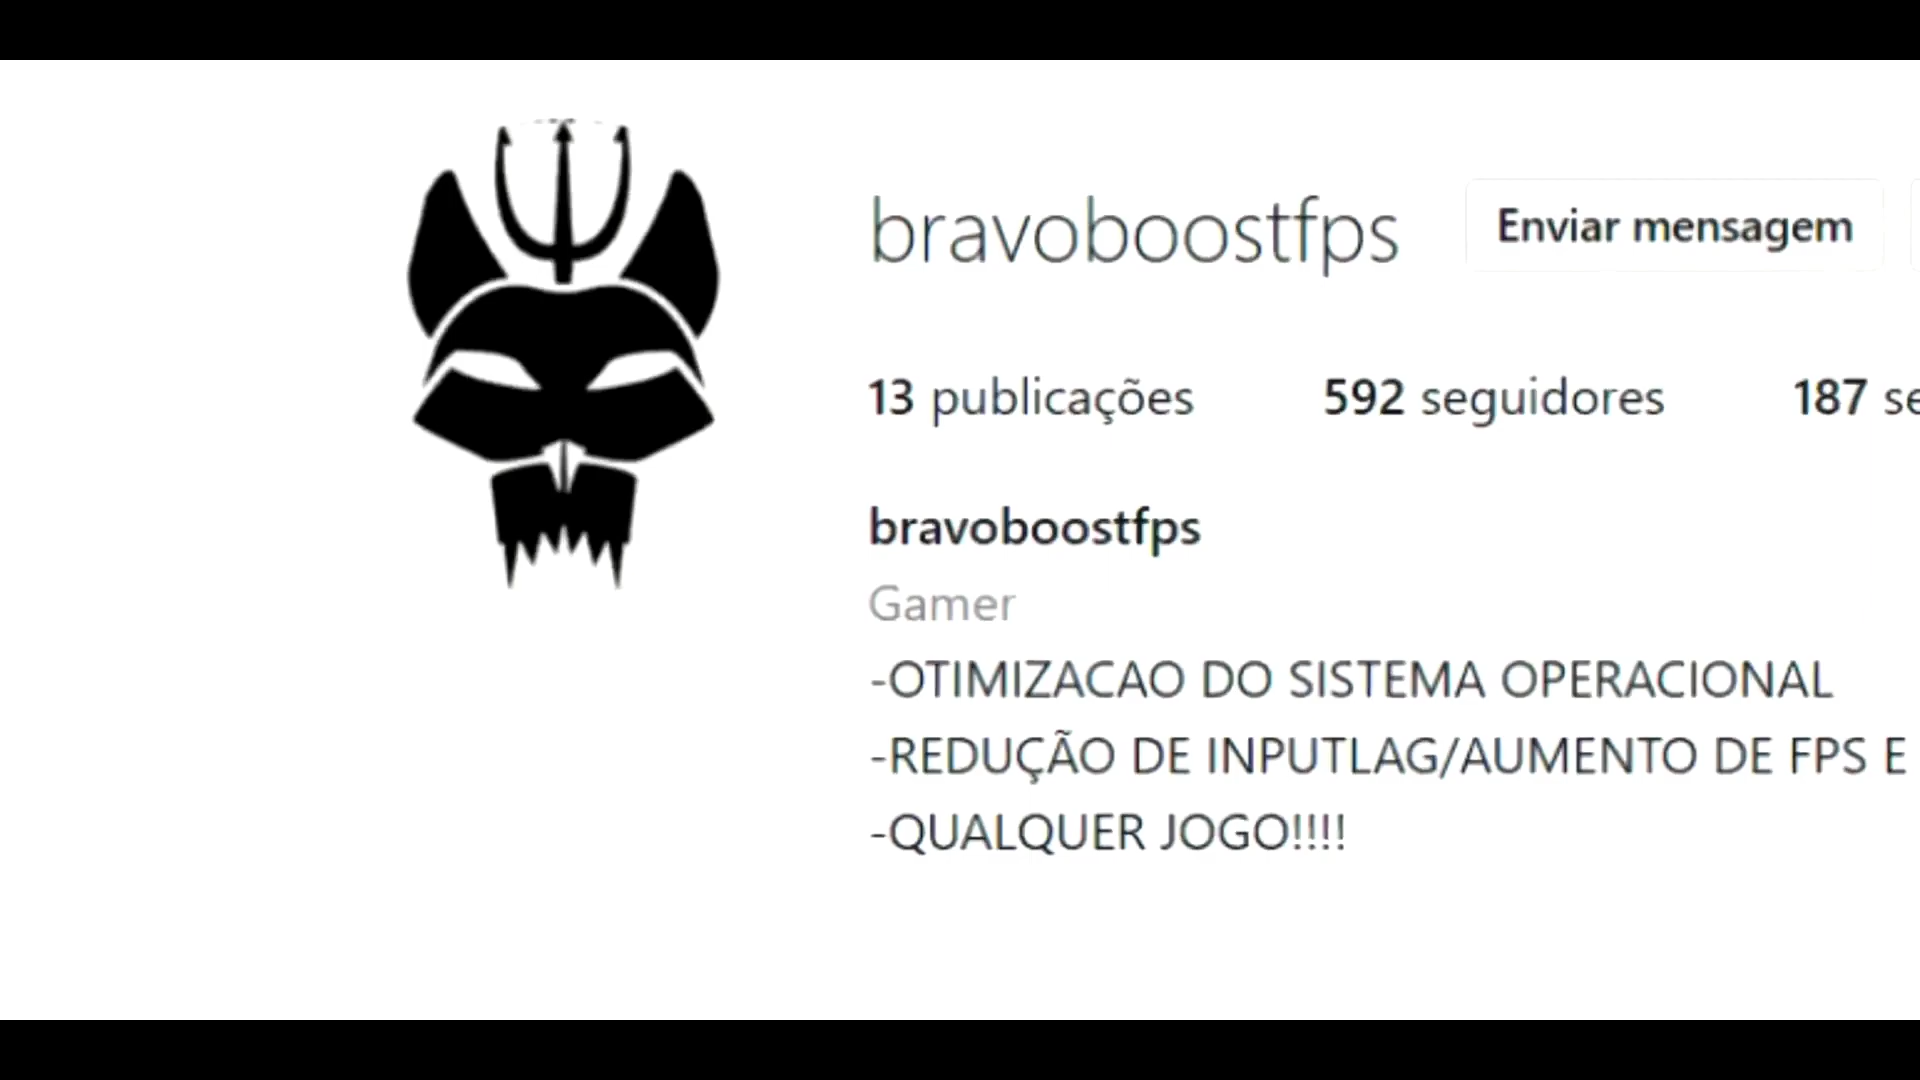 bravoboostfps Enviar mensagem
13 publicações 592 seguidores 187 se
bravoboostfps
Gamer
-OTIMIZACAO DO SISTEMA OPERACIONAL
-REDUÇÃO DE INPUTLAG/AUMENTO DE FPS E
-QUALQUER JOGO!!!!